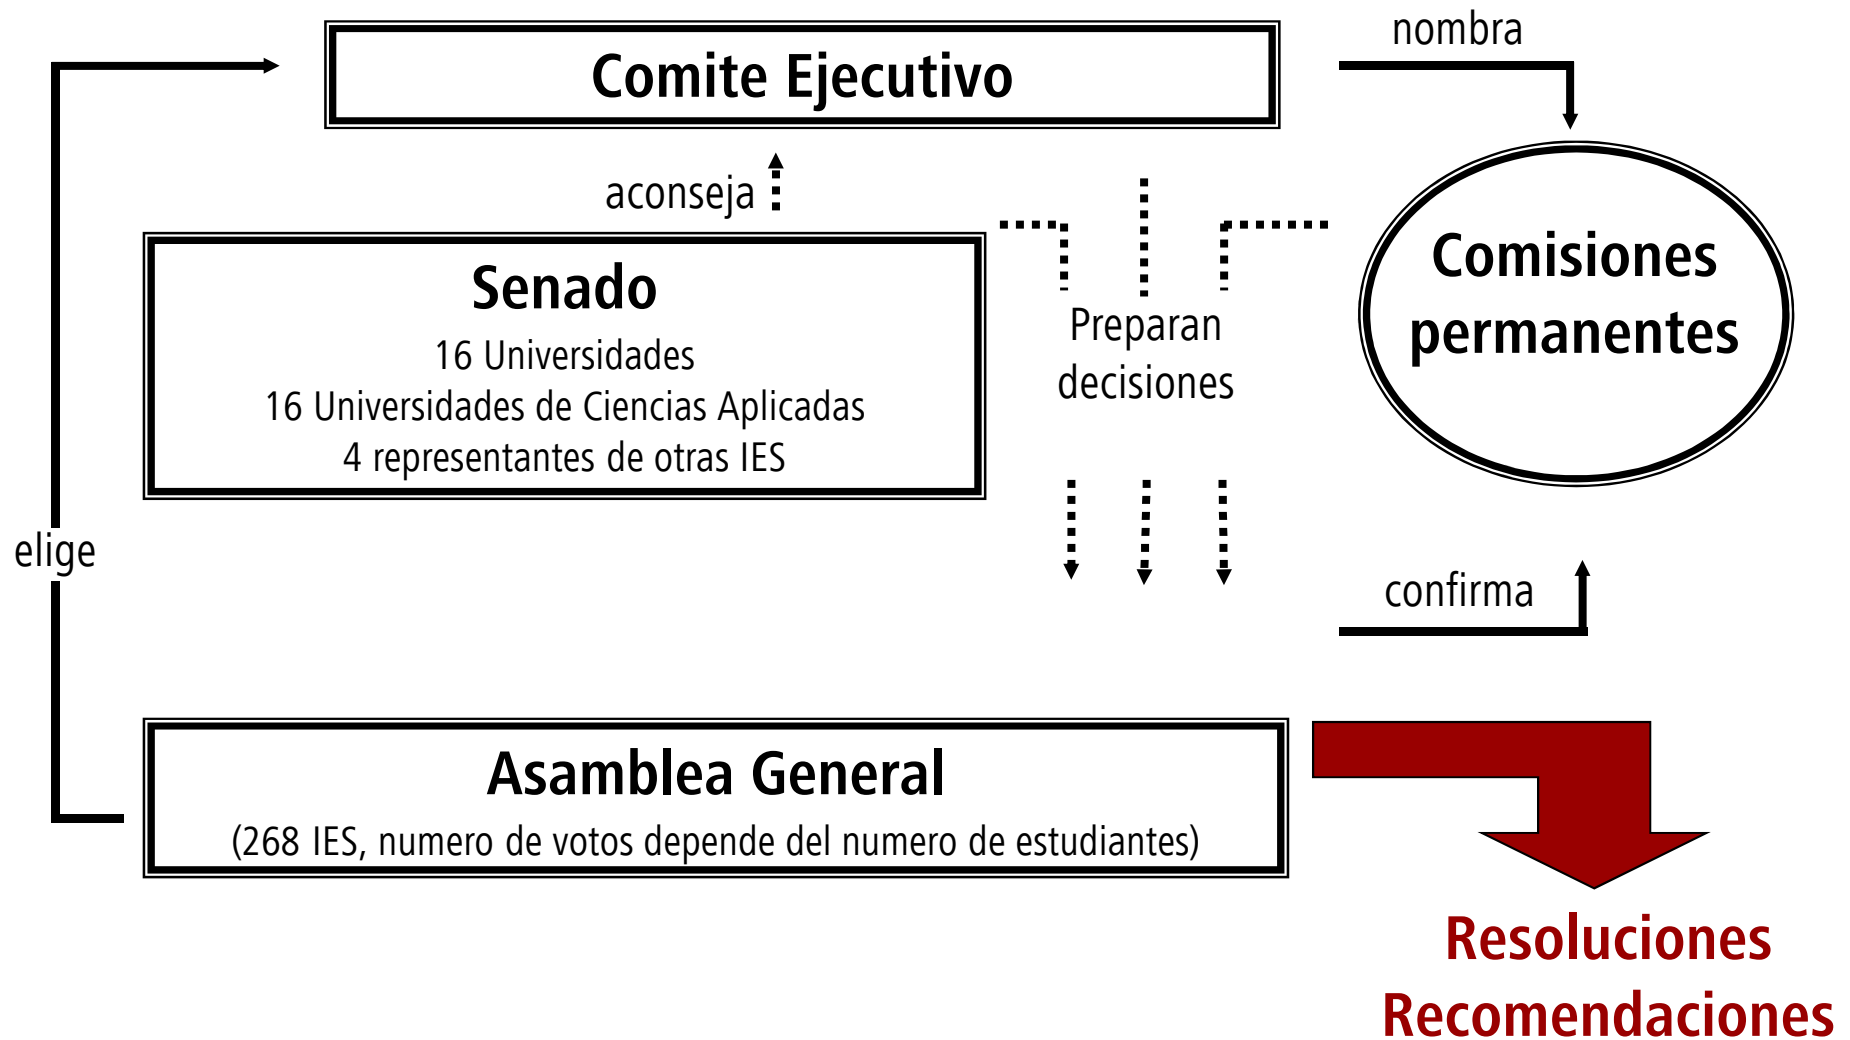 nombra
Comite Ejecutivo
aconseja
Senado
16 Universidades
16 Universidades de Ciencias Aplicadas
4 representantes de otras IES
Preparan
decisiones
Comisiones
permanentes
elige
confirma
Asamblea General
(268 IES, numero de votos depende del numero de estudiantes)
Resoluciones
Recomendaciones